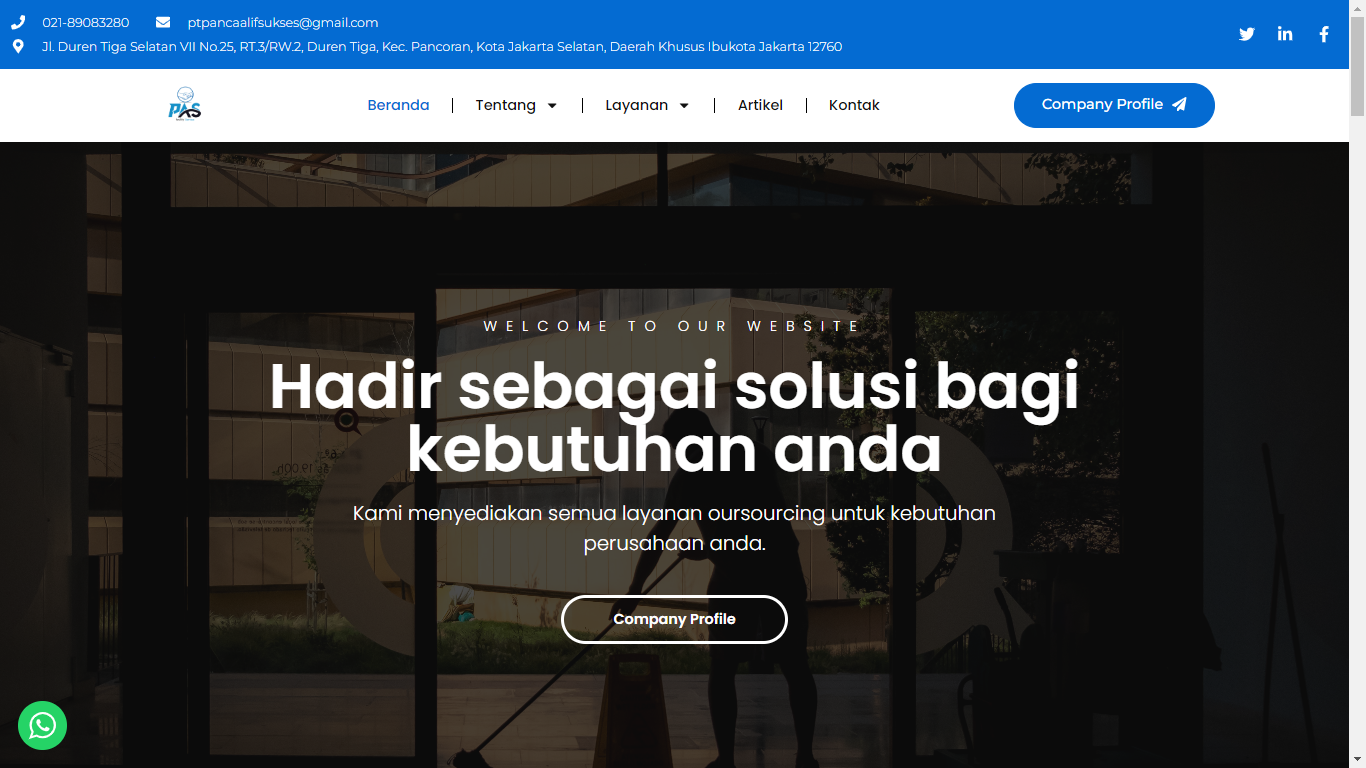 021-89083280 ptpancaalifsukses@gmail.com
Jl. Duren Tiga Selatan VII No.25, RT.3/RW.2, Duren Tiga, Kec. Pancoran, Kota Jakarta Selatan, Daerah Khusus Ibukota Jakarta 12760
PAS
Beranda Tentang Layanan Artikel Kontak Company Profile
WELCOME TO OUR WEBSITE
Hadir sebagai solusi bagi
kebutuhan anda
Kami menyediakan semua layanan oursourcing untuk kebutuhan
perusahaan anda.
Company Profile